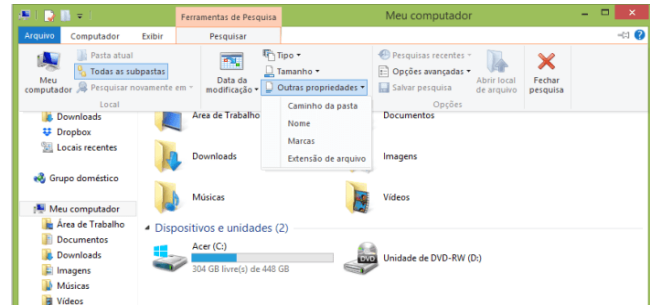 Ferramentas de Pesquisa
Meu computador
Arquivo Computador Exibir Pesquisar
Meu computador
Pasta atual
Todas as subpastas
Pesquisar novamente em
Local
Data da modificação
Tipo
Tamanho
Outras propriedades
Caminho da pasta
Nome
Marcas
Extensão de arquivo
Pesquisas recentes
Opções avançadas
Salvar pesquisa
Abrir local de arquivo
Fechar pesquisa
Opções
Downloads
Dropbox
Locais recentes
Grupo doméstico
Meu computador
Área de Trabalho
Documentos
Downloads
Imagens
Músicas
Vídeos
Área de Trabalho
Documentos
Downloads
Imagens
Músicas
Vídeos
Dispositivos e unidades (2)
Acer (C:)
304 GB livre(s) de 448 GB
Unidade de DVD-RW (D:)
DVD